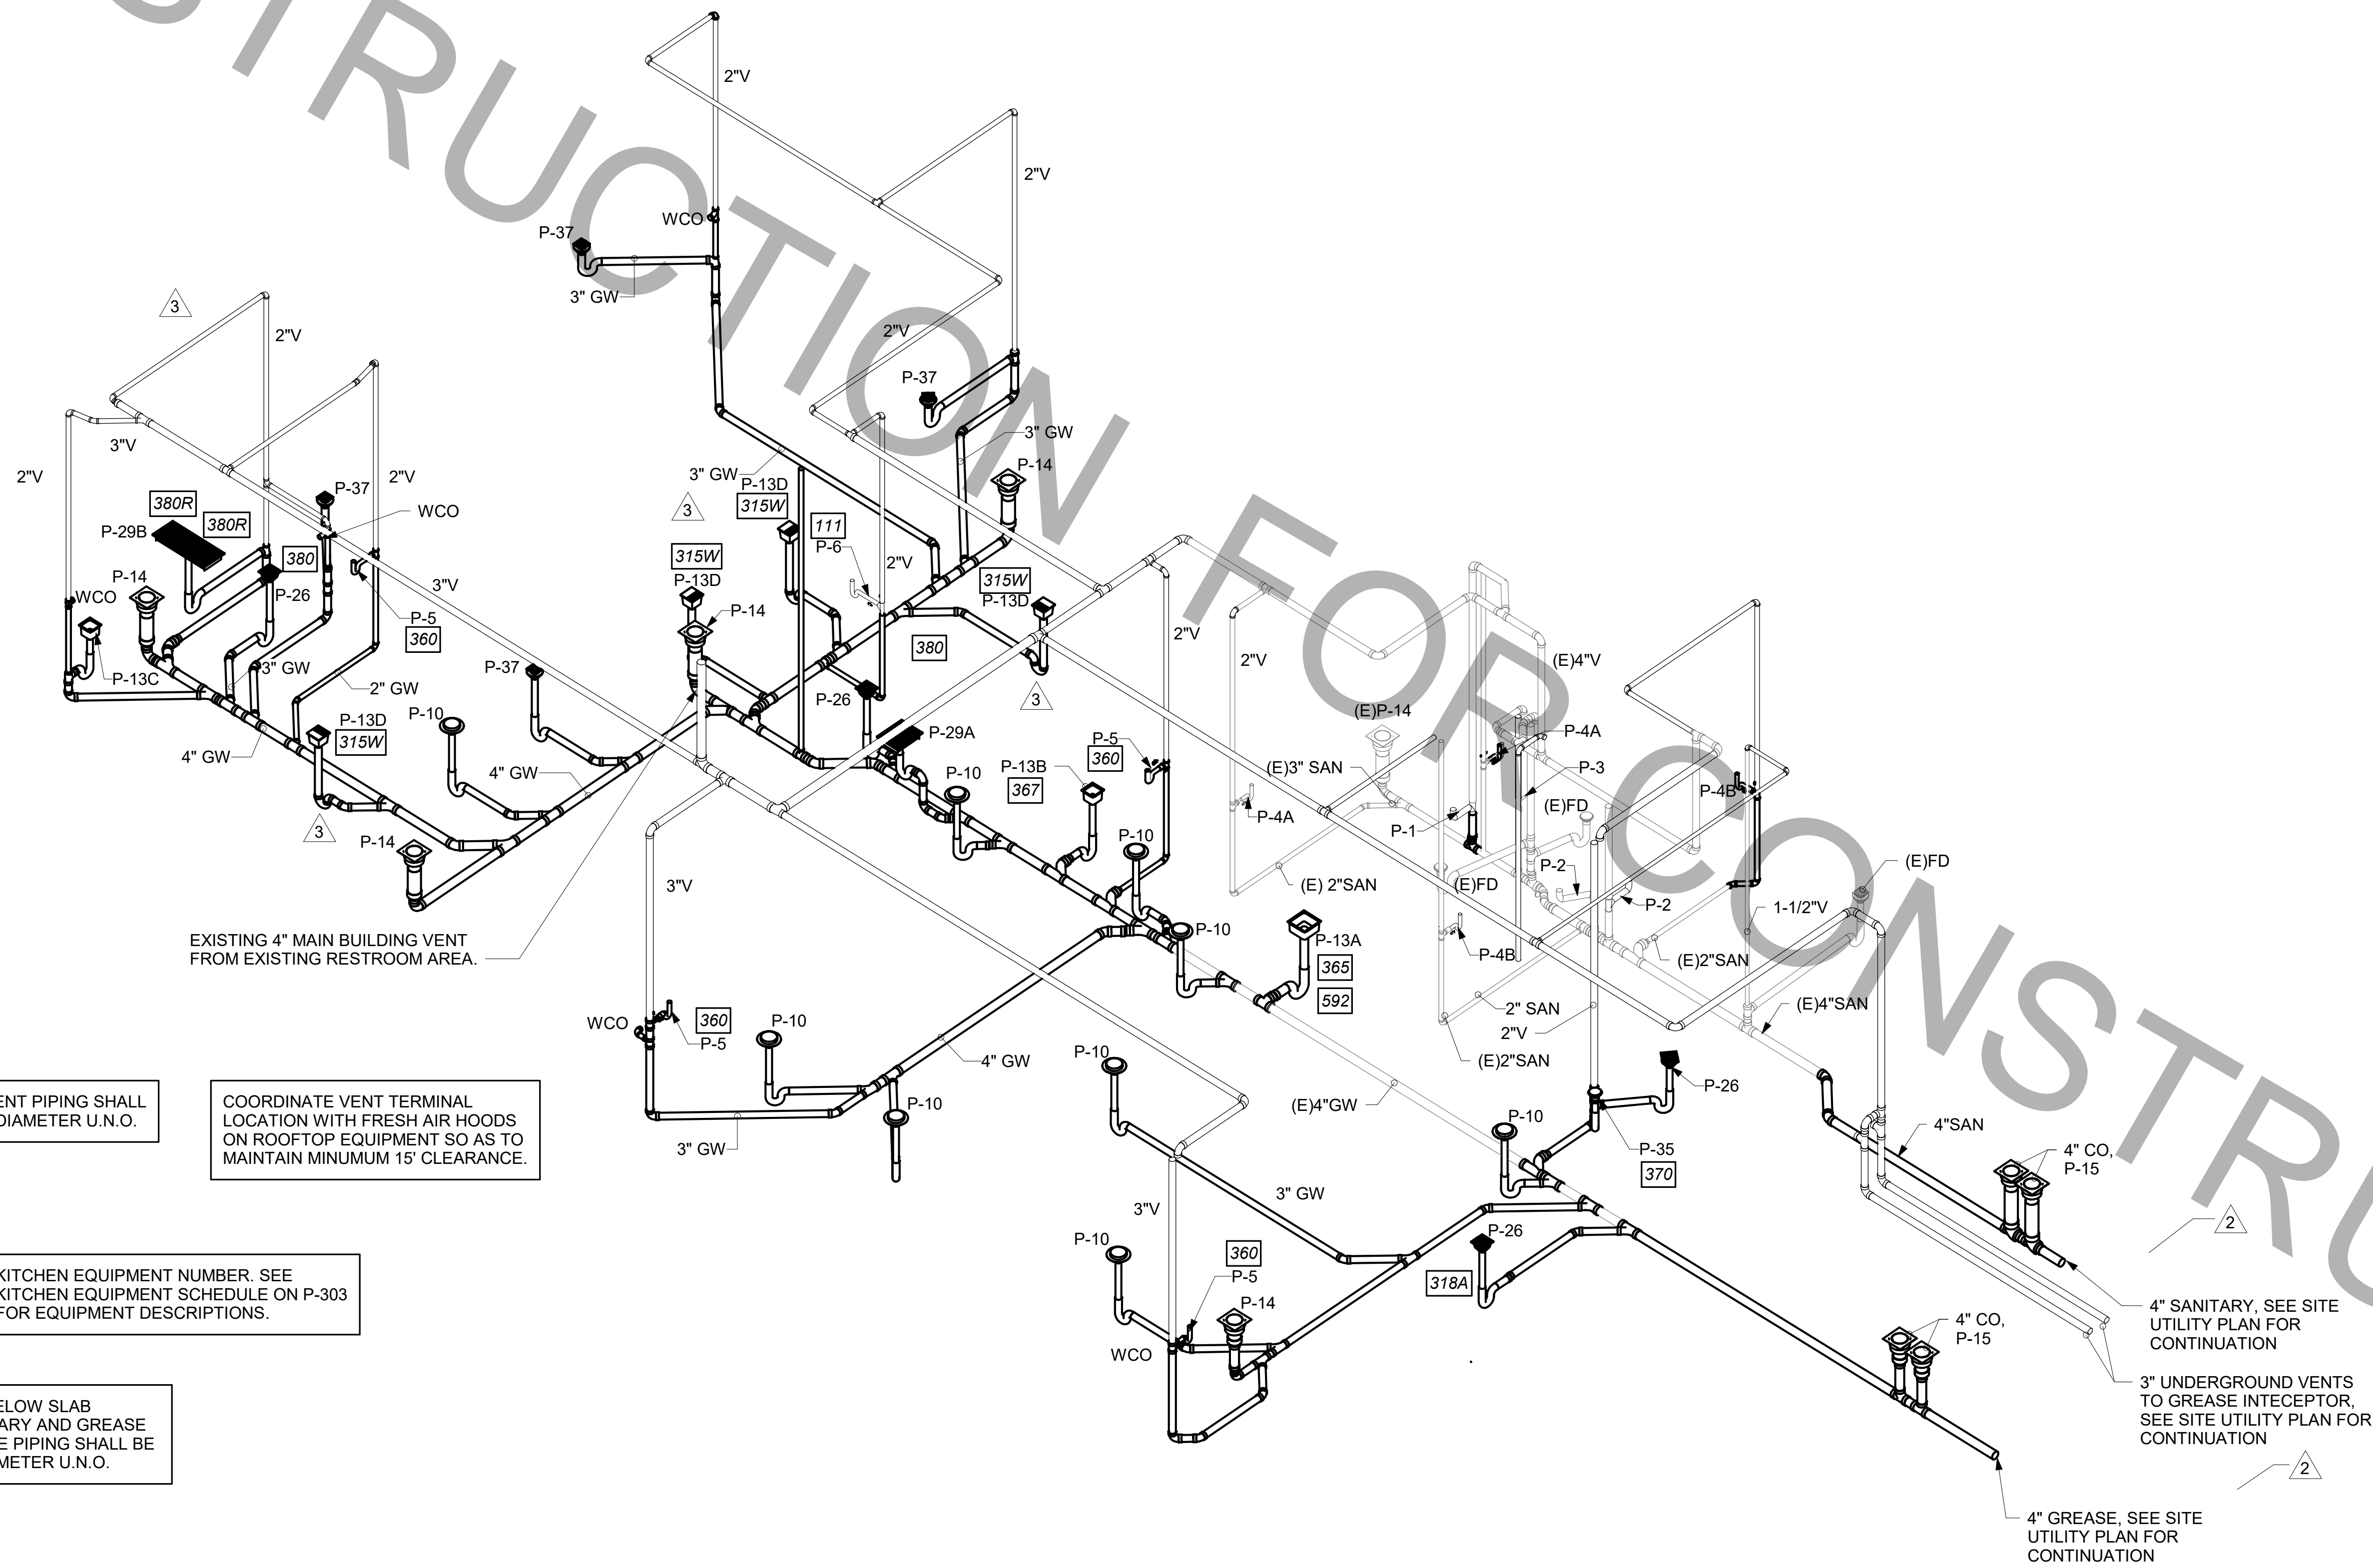 STRUCTION FOR CONSTRU
2"V
2"V
WCO
P-37
3" GW
3
2"V
2"V
P-37
3" GW
3"V
2"V
2"V
3" GW
P-14
P-13D
315W
380R
380R
P-37
WCO
3
111
P-29B
P-6
380
315W
2"V
315W
P-14
3"V
P-13D
P-13D
P-26
WCO
P-14
P-5
360
2"V
380
2"V
(E)4"V
3" GW
P-37
P-13C
2" GW
P-26
3
(E)P-14
P-13D
P-10
315W
P-29A
P-5
P-4A
360
4" GW
4" GW
P-10
P-13B
(E)3" SAN
P-3
367
P-4B
(E)FD
P-4A
3
P-14
P-10
P-1
(E)FD
P-2
3"V
(E) 2"SAN
(E)FD
1-1/2"V
P-2
P-10
P-13A
EXISTING 4" MAIN BUILDING VENT
FROM EXISTING RESTROOM AREA.
P-4B
(E)2"SAN
365
592
(E)4"SAN
2" SAN
360
WCO
P-10
2"V
P-5
P-10
4" GW
(E)2"SAN
P-26
ENT PIPING SHALL
DIAMETER U.N.O.
COORDINATE VENT TERMINAL
LOCATION WITH FRESH AIR HOODS
ON ROOFTOP EQUIPMENT SO AS TO
MAINTAIN MINUMUM 15' CLEARANCE.
P-10
(E)4"GW
P-10
4"SAN
3" GW
P-35
4" CO,
P-15
370
3" GW
3"V
2
P-26
P-10
360
P-5
318A
KITCHEN EQUIPMENT NUMBER. SEE
KITCHEN EQUIPMENT SCHEDULE ON P-303
FOR EQUIPMENT DESCRIPTIONS.
P-14
4" SANITARY, SEE SITE
UTILITY PLAN FOR
CONTINUATION
4" CO,
P-15
WCO
3" UNDERGROUND VENTS
TO GREASE INTECEPTOR,
SEE SITE UTILITY PLAN FOR
CONTINUATION
ELOW SLAB
ARY AND GREASE
E PIPING SHALL BE
METER U.N.O.
2
4" GREASE, SEE SITE
UTILITY PLAN FOR
CONTINUATION